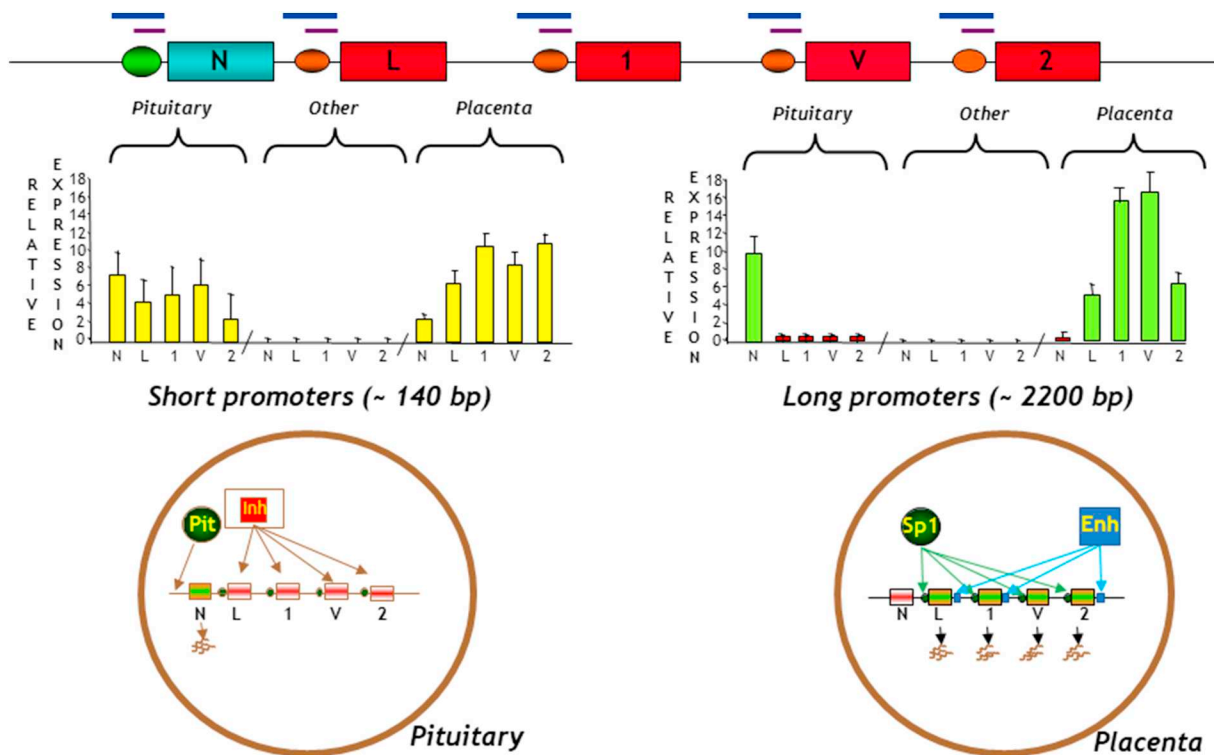 N L 1 V 2
Pituitary Other Placenta
Pituitary Other Placenta
RELATIVE
EXPRESSION
18
16
14
12
10
8
6
4
2
0
N L 1 V 2 N L 1 V 2 N L 1 V 2
Short promoters (~ 140 bp)
RELATIVE
EXPRESSION
18
16
14
12
10
8
6
4
2
0
N L 1 V 2 N L 1 V 2 N L 1 V 2
Long promoters (~ 2200 bp)
Pit
Inh
N L 1 V 2
Pituitary
Sp1
Enh
N L 1 V 2
Placenta